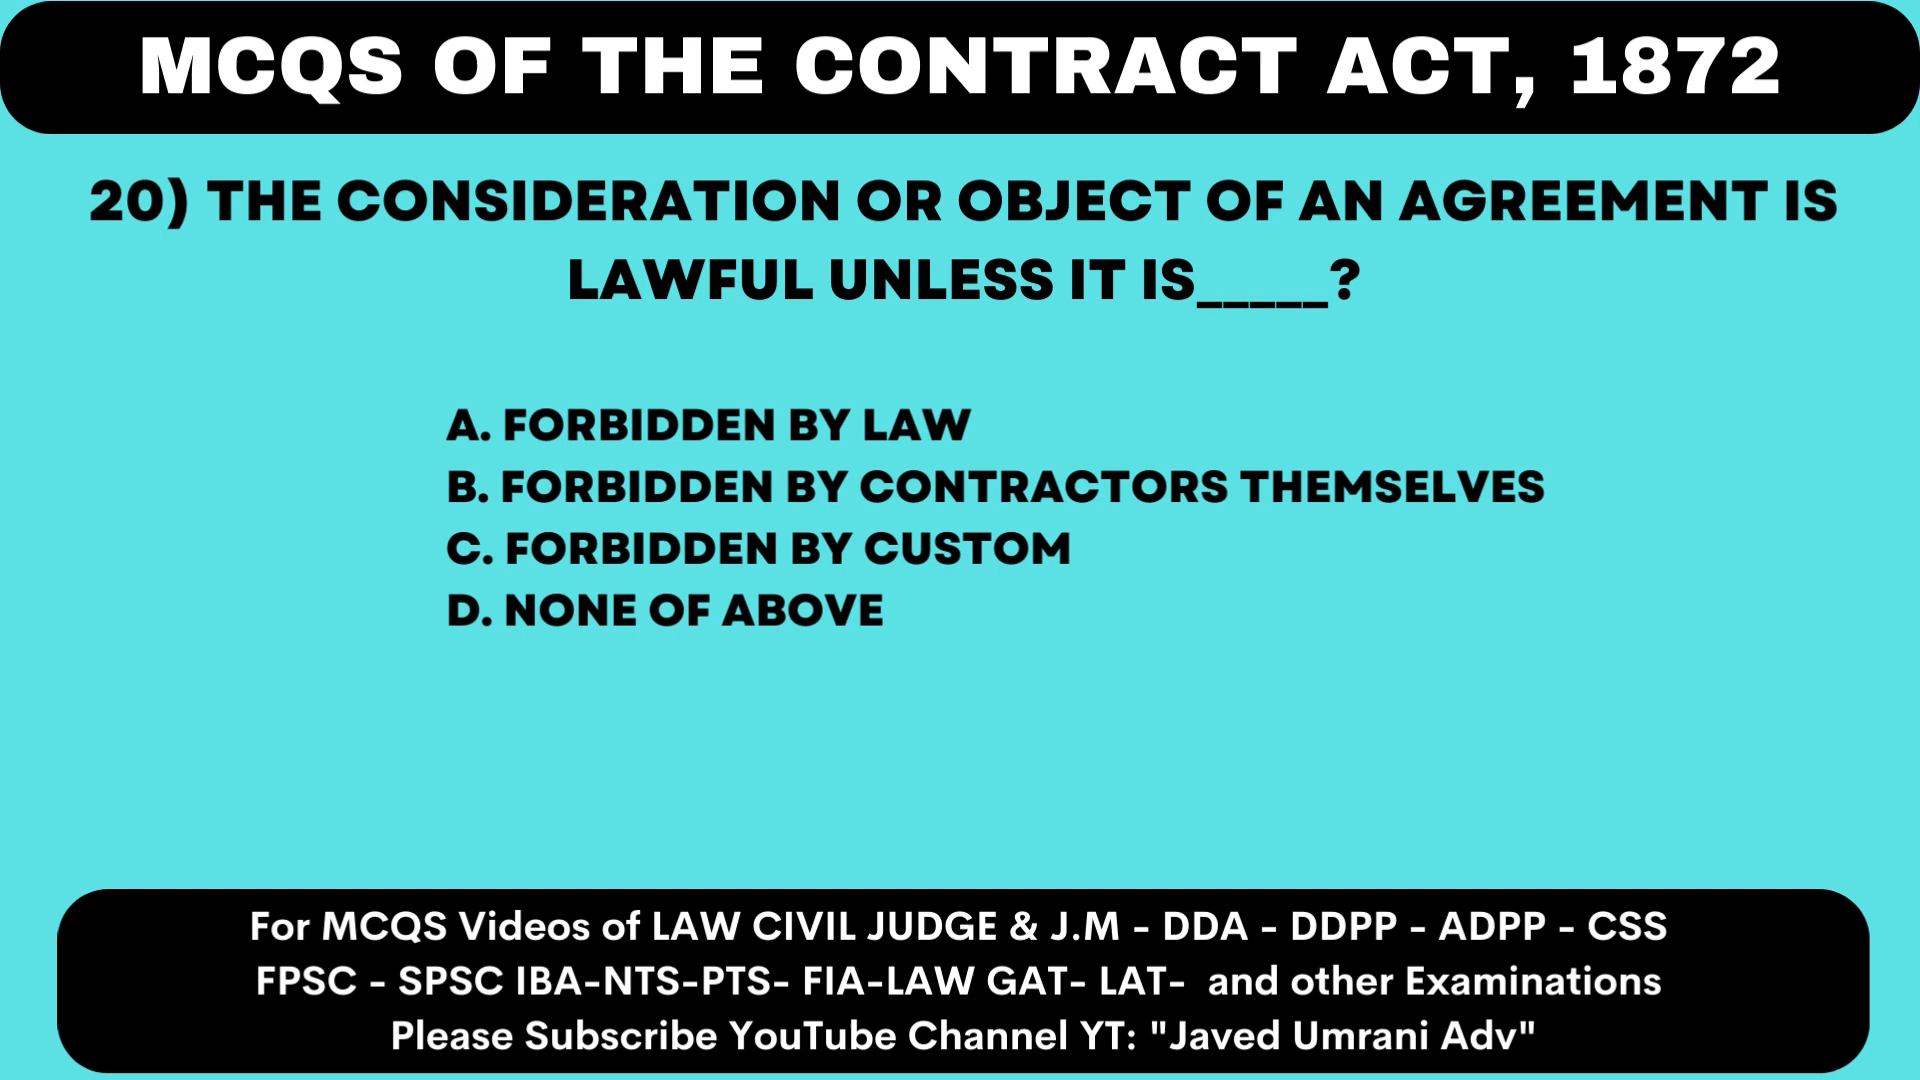 MCQS OF THE CONTRACT ACT, 1872
20) THE CONSIDERATION OR OBJECT OF AN AGREEMENT IS
LAWFUL UNLESS IT IS_____?
A. FORBIDDEN BY LAW
B. FORBIDDEN BY CONTRACTORS THEMSELVES
C. FORBIDDEN BY CUSTOM
D. NONE OF ABOVE
For MCQS Videos of LAW CIVIL JUDGE & J.M - DDA - DDPP - ADPP - CSS
FPSC - SPSC IBA-NTS-PTS- FIA-LAW GAT- LAT-  and other Examinations
Please Subscribe YouTube Channel YT: "Javed Umrani Adv"